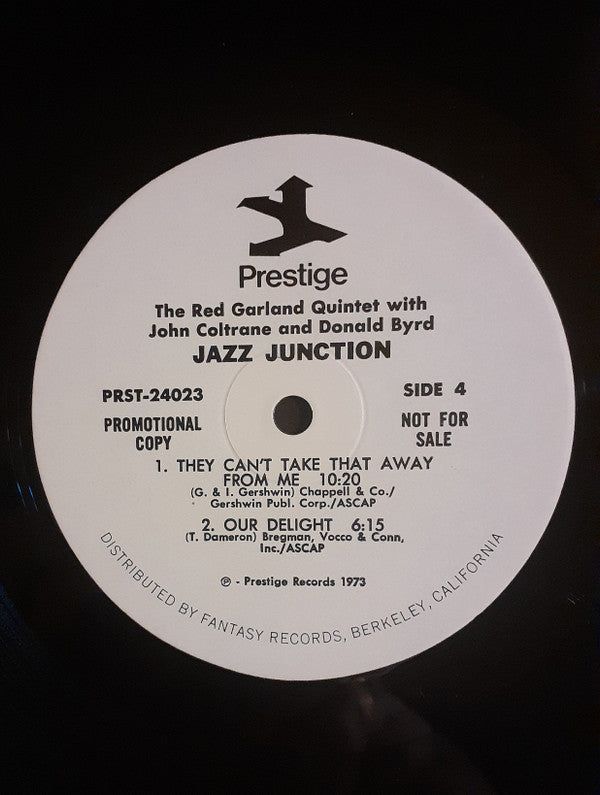 Prestige
The Red Garland Quintet with
John Coltrane and Donald Byrd
JAZZ JUNCTION
PRST-24023
SIDE 4
PROMOTIONAL
COPY
NOT FOR
SALE
1. THEY CAN'T TAKE THAT AWAY
FROM ME 10:20
(G. & I. Gershwin) Chappell & Co./
Gershwin Publ. Corp./ASCAP
2. OUR DELIGHT 6:15
(T. Dameron) Bregman, Vocco & Conn,
Inc./ASCAP
℗ - Prestige Records 1973
DISTRIBUTED BY FANTASY RECORDS, BERKELEY, CALIFORNIA